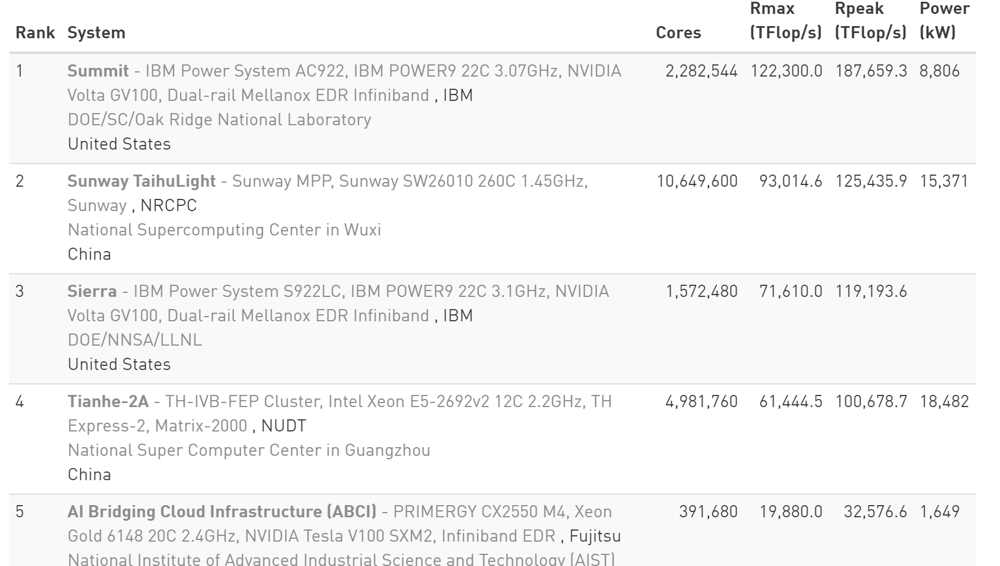 Rank System Cores Rmax (TFlop/s) Rpeak (TFlop/s) Power (kW)
1 Summit - IBM Power System AC922, IBM POWER9 22C 3.07GHz, NVIDIA 2,282,544 122,300.0 187,659.3 8,806
Volta GV100, Dual-rail Mellanox EDR Infiniband , IBM
DOE/SC/Oak Ridge National Laboratory
United States
2 Sunway TaihuLight - Sunway MPP, Sunway SW26010 260C 1.45GHz, 10,649,600 93,014.6 125,435.9 15,371
Sunway , NRCPC
National Supercomputing Center in Wuxi
China
3 Sierra - IBM Power System S922LC, IBM POWER9 22C 3.1GHz, NVIDIA 1,572,480 71,610.0 119,193.6
Volta GV100, Dual-rail Mellanox EDR Infiniband , IBM
DOE/NNSA/LLNL
United States
4 Tianhe-2A - TH-IVB-FEP Cluster, Intel Xeon E5-2692v2 12C 2.2GHz, TH 4,981,760 61,444.5 100,678.7 18,482
Express-2, Matrix-2000 , NUDT
National Super Computer Center in Guangzhou
China
5 AI Bridging Cloud Infrastructure (ABCI) - PRIMERGY CX2550 M4, Xeon 391,680 19,880.0 32,576.6 1,649
Gold 6148 20C 2.4GHz, NVIDIA Tesla V100 SXM2, Infiniband EDR , Fujitsu
National Institute of Advanced Industrial Science and Technology (AIST)